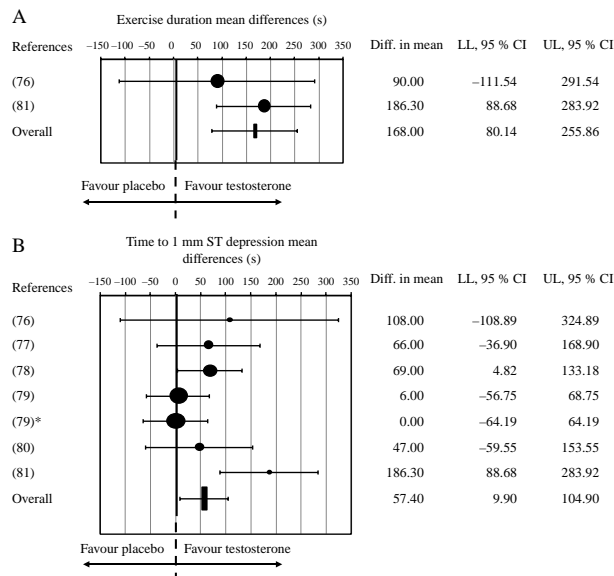 A
Exercise duration mean differences (s)
References −150 −100 −50 0 50 100 150 200 250 300 350 Diff. in mean LL, 95 % CI UL, 95 % CI
(76) 90.00 −111.54 291.54
(81) 186.30 88.68 283.92
Overall 168.00 80.14 255.86
Favour placebo Favour testosterone
B
Time to 1 mm ST depression mean
differences (s)
References −150 −100 −50 0 50 100 150 200 250 300 350 Diff. in mean LL, 95 % CI UL, 95 % CI
(76) 108.00 −108.89 324.89
(77) 66.00 −36.90 168.90
(78) 69.00 4.82 133.18
(79) 6.00 −56.75 68.75
(79)* 0.00 −64.19 64.19
(80) 47.00 −59.55 153.55
(81) 186.30 88.68 283.92
Overall 57.40 9.90 104.90
Favour placebo Favour testosterone